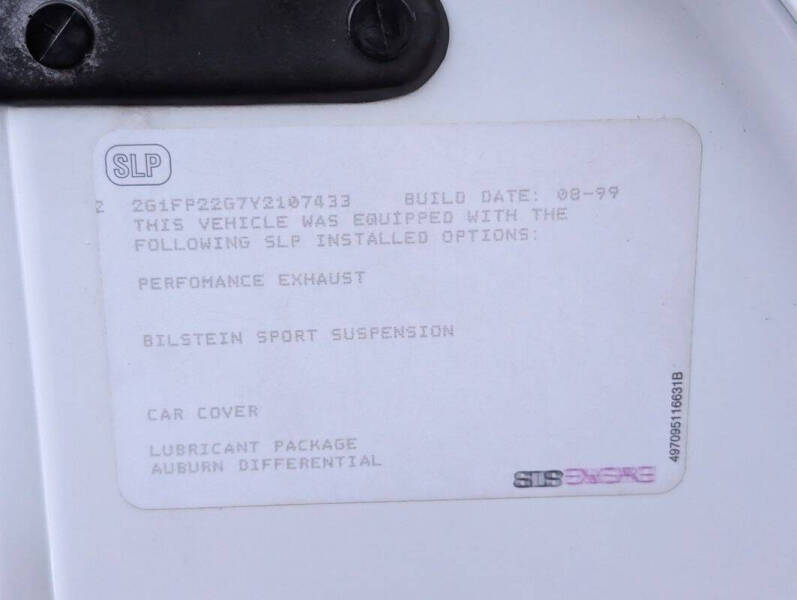 SLP
2 2G1FP22G7Y2107433 BUILD DATE: 08-99
THIS VEHICLE WAS EQUIPPED WITH THE
FOLLOWING SLP INSTALLED OPTIONS:
PERFOMANCE EXHAUST
BILSTEIN SPORT SUSPENSION
CAR COVER
LUBRICANT PACKAGE
AUBURN DIFFERENTIAL
497095116631B